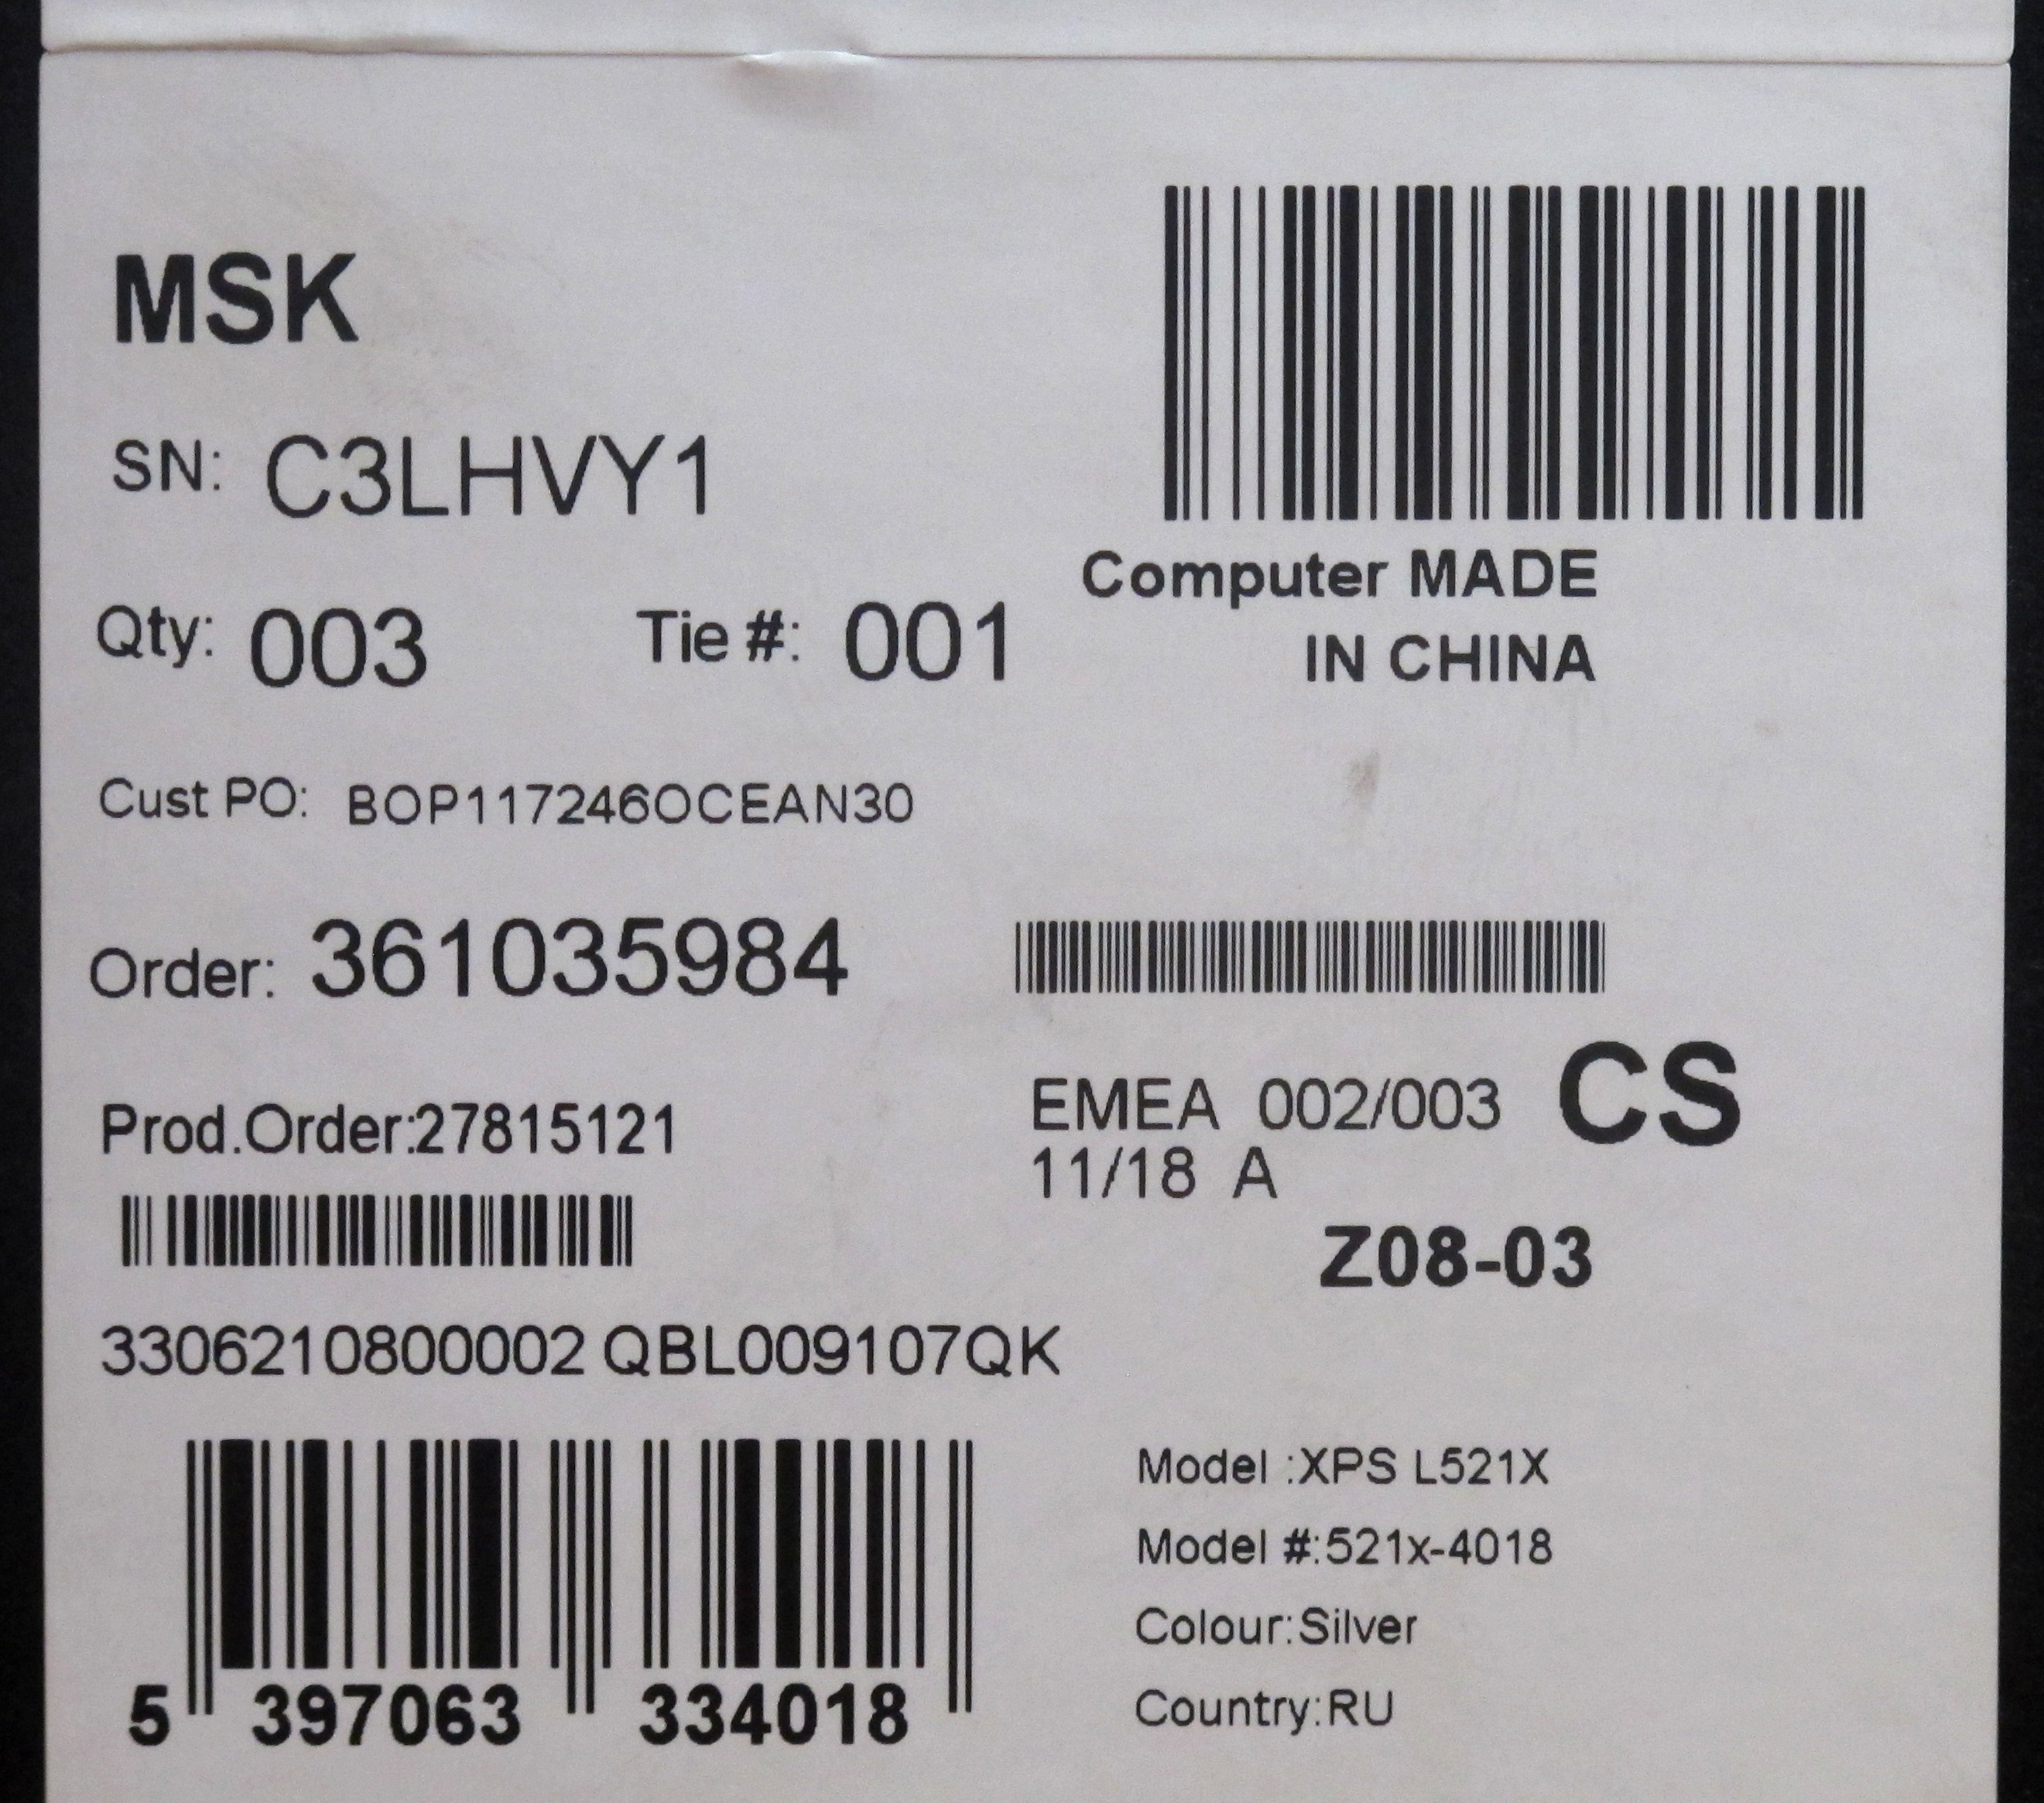 MSK
SN: C3LHVY1
Qty: 003 Tie #: 001
Computer MADE
IN CHINA
Cust PO: BOP117246OCEAN30
Order: 361035984
Prod.Order:27815121
EMEA 002/003 CS
11/18 A
Z08-03
3306210800002 QBL009107QK
5 397063 334018
Model :XPS L521X
Model #:521x-4018
Colour:Silver
Country:RU